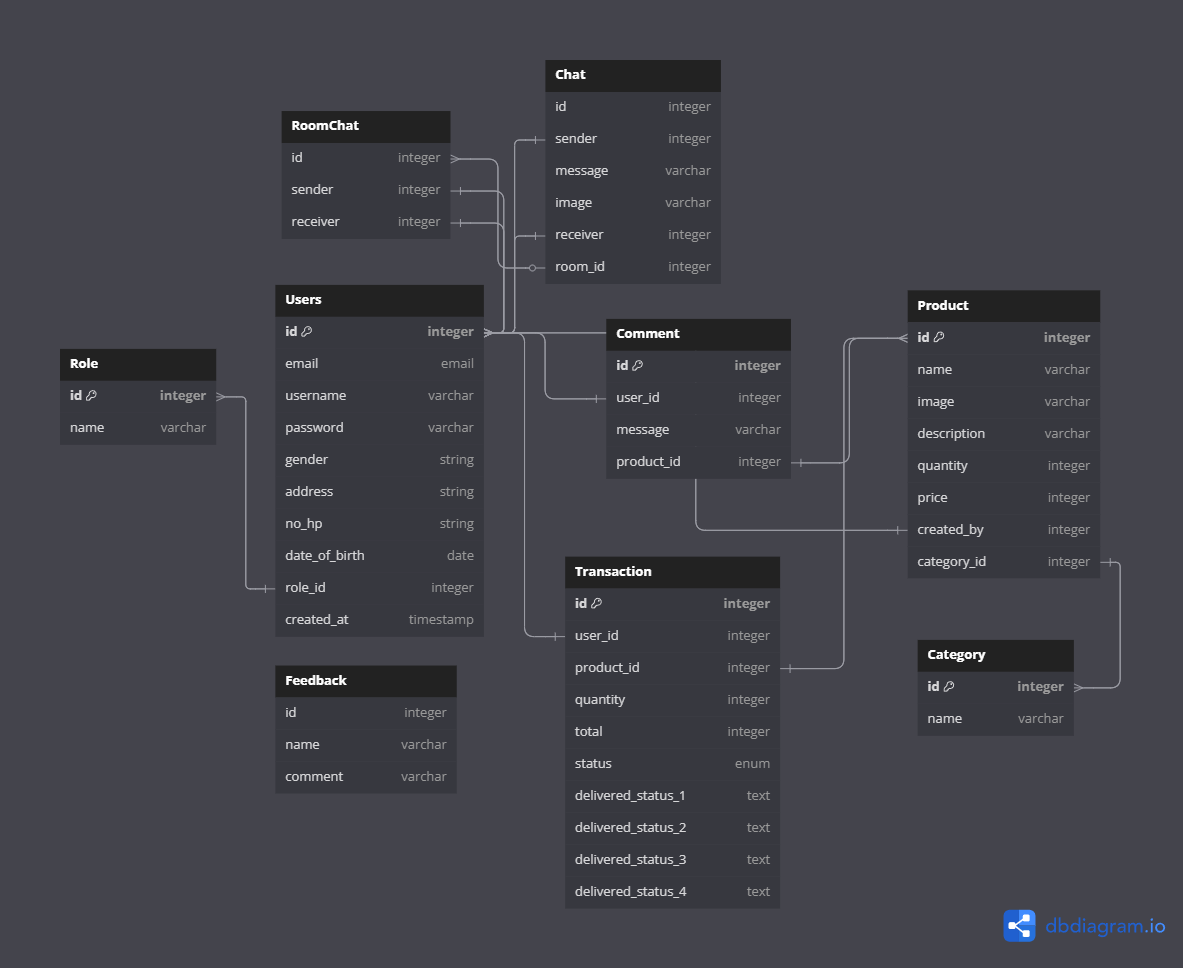 Chat
id integer
sender integer
message varchar
image varchar
receiver integer
room_id integer
RoomChat
id integer
sender integer
receiver integer
Users
id integer
email email
username varchar
password varchar
gender string
address string
no_hp string
date_of_birth date
role_id integer
created_at timestamp
Role
id integer
name varchar
Comment
id integer
user_id integer
message varchar
product_id integer
Product
id integer
name varchar
image varchar
description varchar
quantity integer
price integer
created_by integer
category_id integer
Transaction
id integer
user_id integer
product_id integer
quantity integer
total integer
status enum
delivered_status_1 text
delivered_status_2 text
delivered_status_3 text
delivered_status_4 text
Category
id integer
name varchar
Feedback
id integer
name varchar
comment varchar
dbdiagram.io